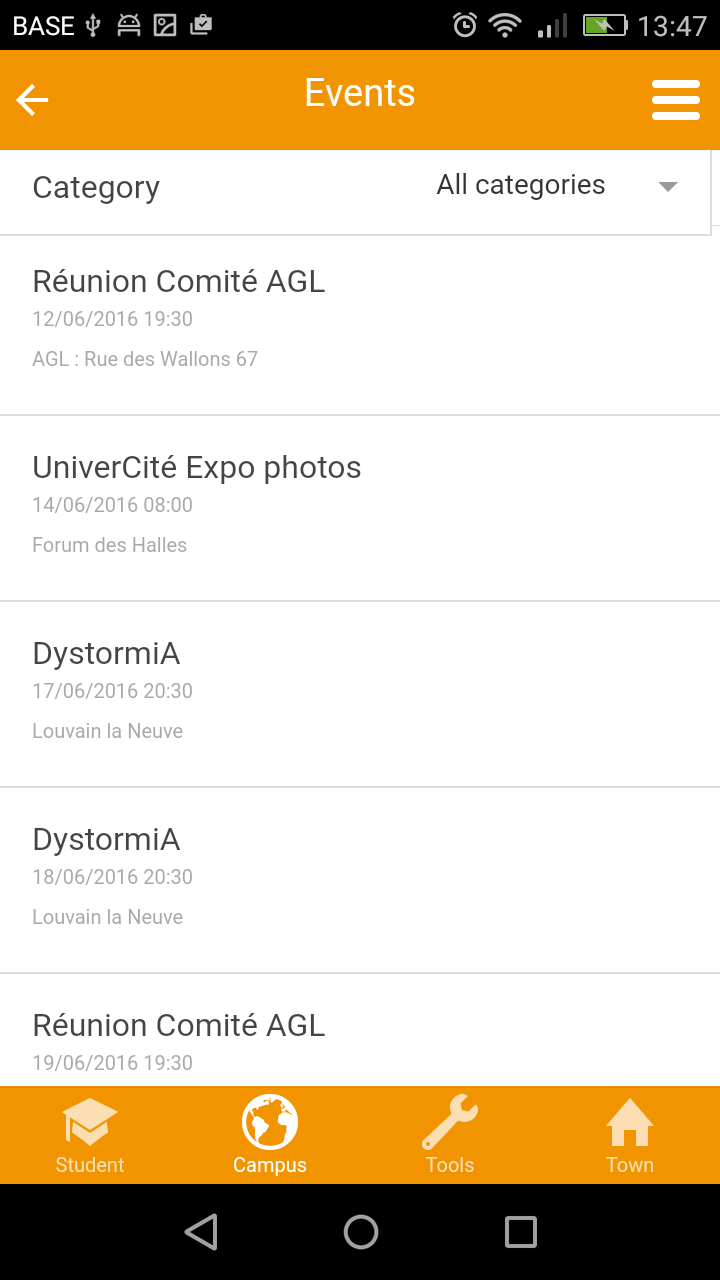 BASE 13:47
Events
Category All categories
Réunion Comité AGL
12/06/2016 19:30
AGL : Rue des Wallons 67
UniverCité Expo photos
14/06/2016 08:00
Forum des Halles
DystormiA
17/06/2016 20:30
Louvain la Neuve
DystormiA
18/06/2016 20:30
Louvain la Neuve
Réunion Comité AGL
19/06/2016 19:30
Student Campus Tools Town